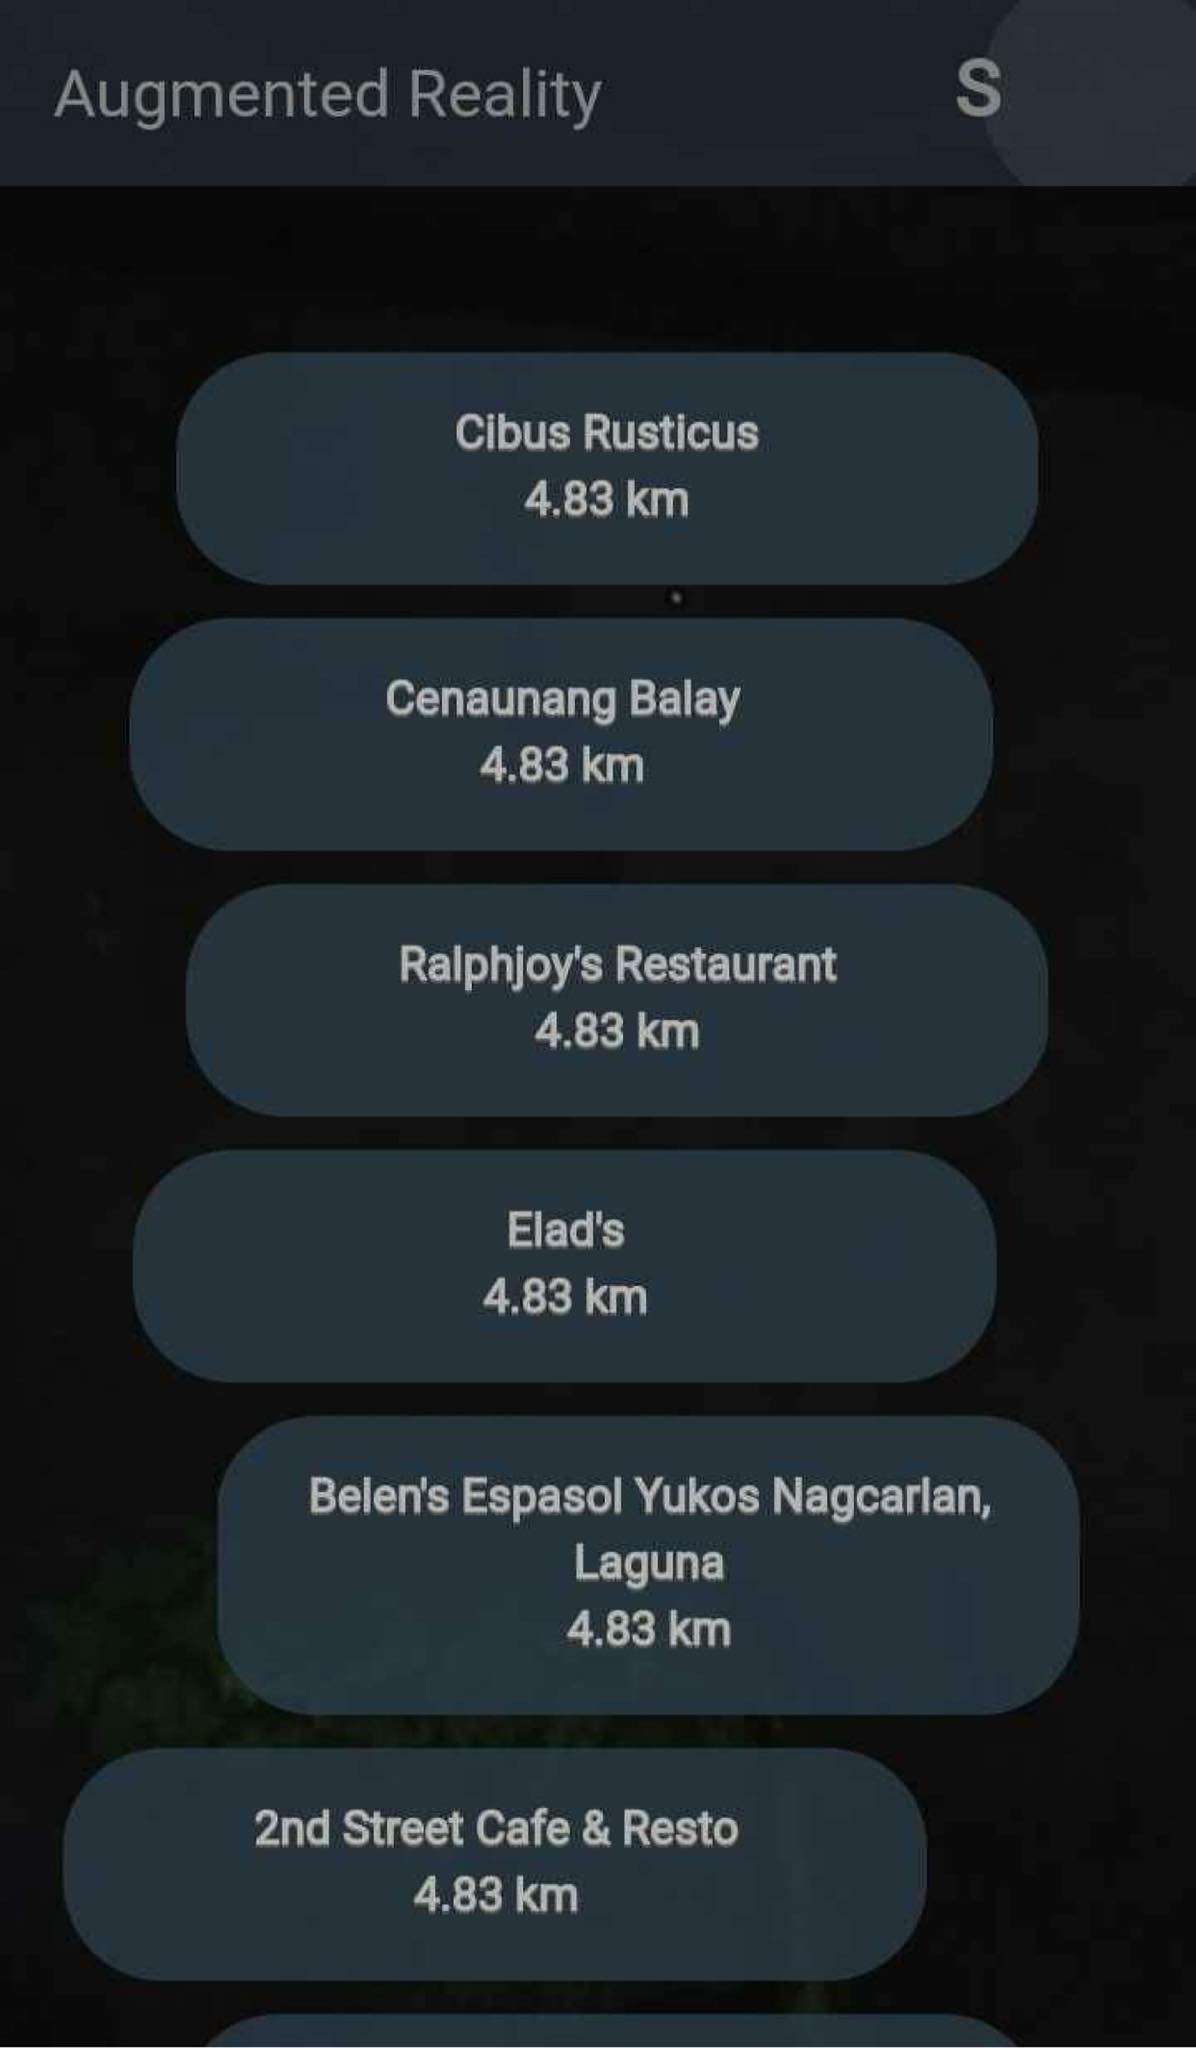 Augmented Reality
S
Cibus Rusticus
4.83 km
Cenaunang Balay
4.83 km
Ralphjoy's Restaurant
4.83 km
Elad's
4.83 km
Belen's Espasol Yukos Nagcarlan,
Laguna
4.83 km
2nd Street Cafe & Resto
4.83 km